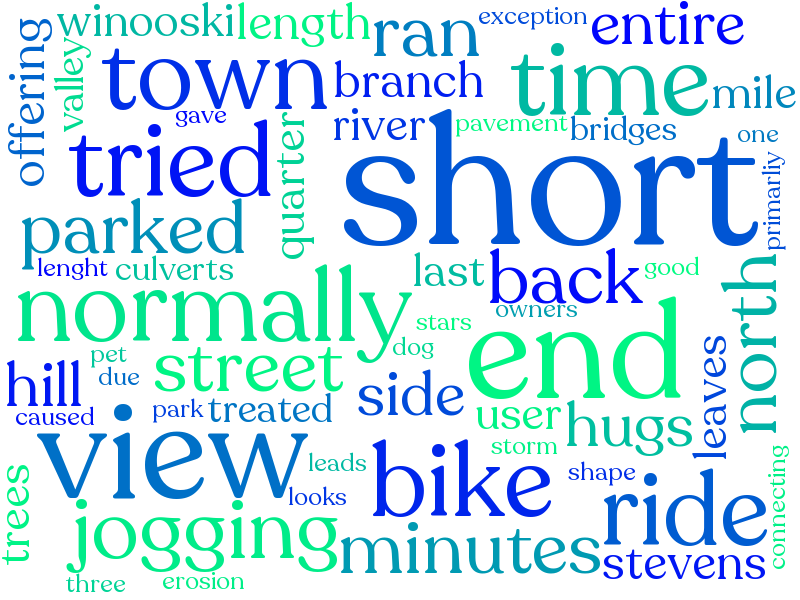 winooski length ran exception entire
offering valley town branch time mile
gave river pavement bridges one
tried quarter short primarliy
parked
lenght culverts last back good north
normally stars owners
street dog end
hill pet due side leaves
caused park treated user hugs
view leads storm shape connecting
looks bike ride
trees jogging minutes stevens
three erosion